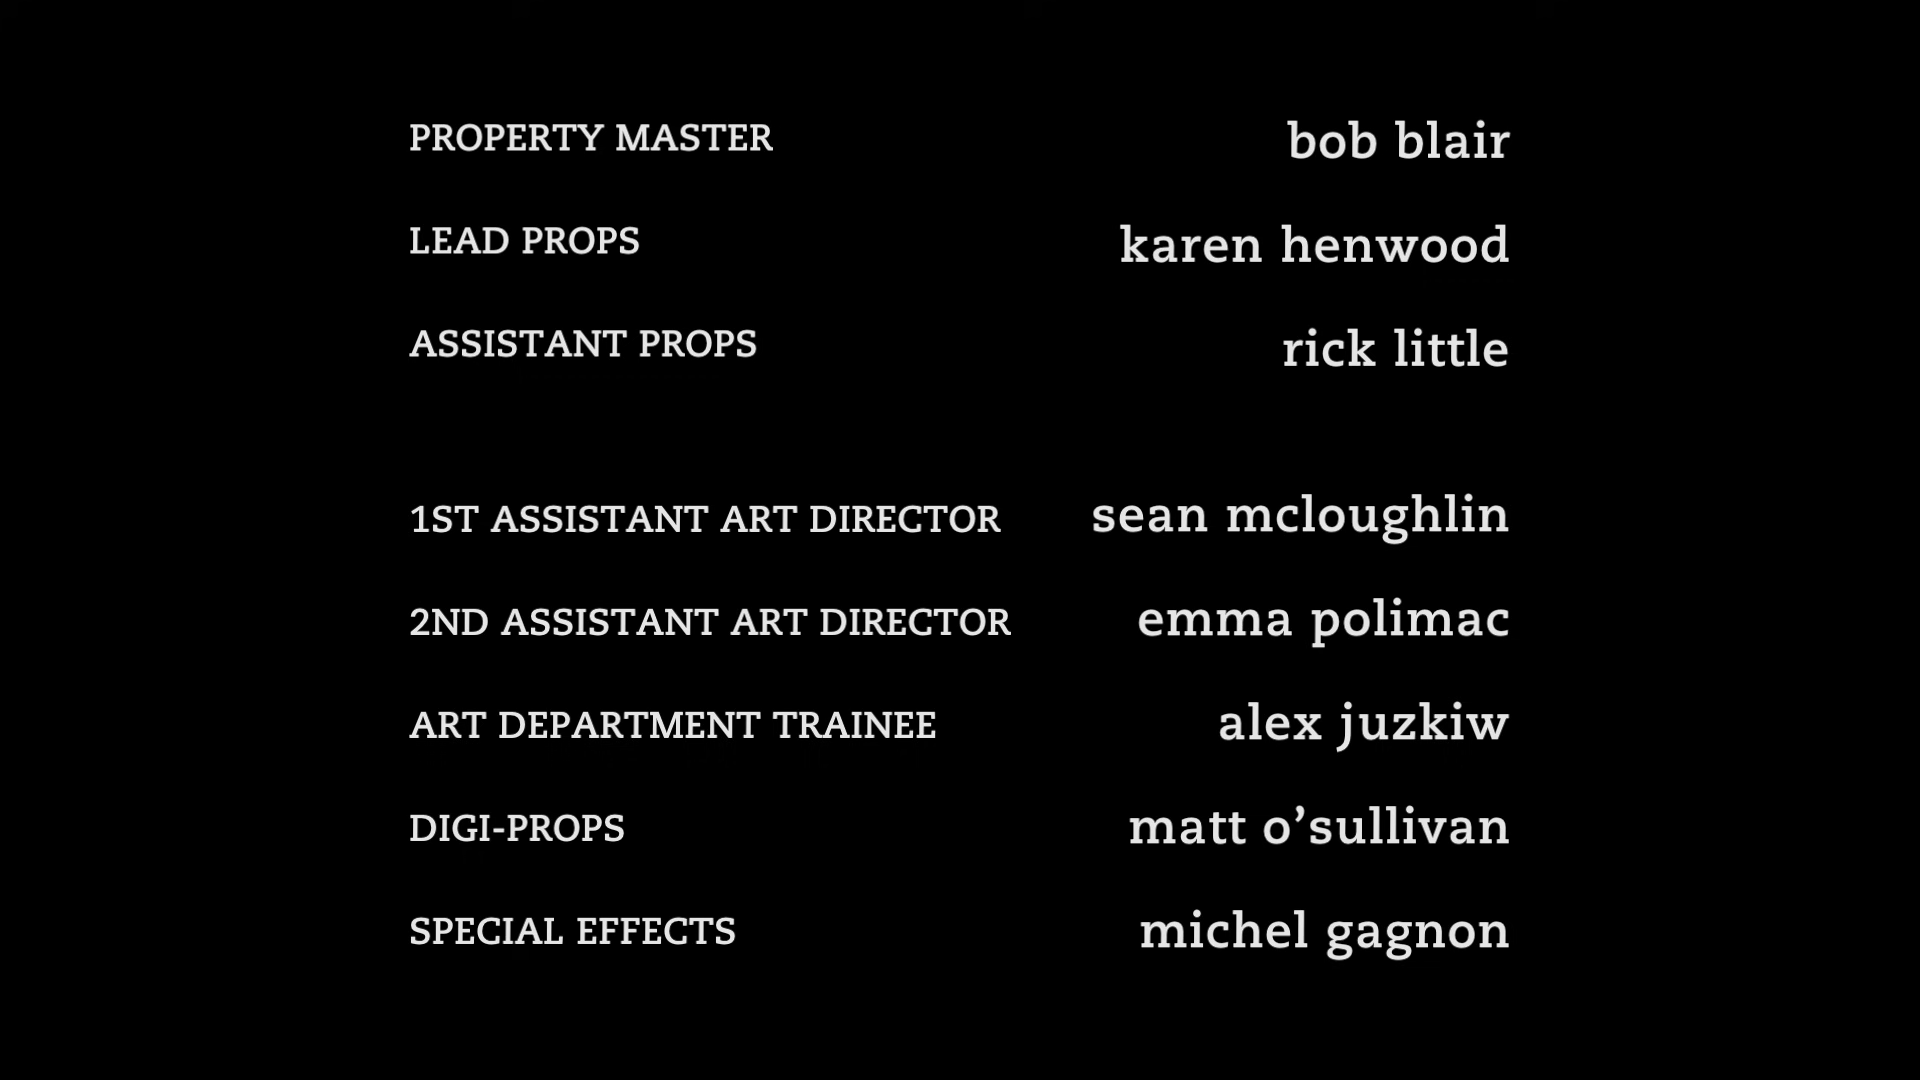 PROPERTY MASTER bob blair
LEAD PROPS karen henwood
ASSISTANT PROPS rick little
1ST ASSISTANT ART DIRECTOR sean mcloughlin
2ND ASSISTANT ART DIRECTOR emma polimac
ART DEPARTMENT TRAINEE alex juzkiw
DIGI-PROPS matt o’sullivan
SPECIAL EFFECTS michel gagnon